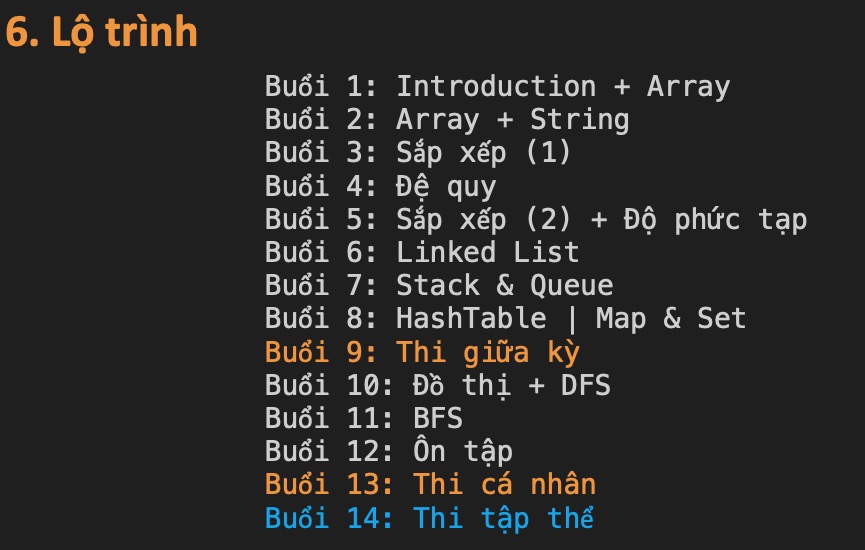 6. Lộ trình
Buổi 1: Introduction + Array
Buổi 2: Array + String
Buổi 3: Sắp xếp (1)
Buổi 4: Đệ quy
Buổi 5: Sắp xếp (2) + Độ phức tạp
Buổi 6: Linked List
Buổi 7: Stack & Queue
Buổi 8: HashTable | Map & Set
Buổi 9: Thi giữa kỳ
Buổi 10: Đồ thị + DFS
Buổi 11: BFS
Buổi 12: Ôn tập
Buổi 13: Thi cá nhân
Buổi 14: Thi tập thể